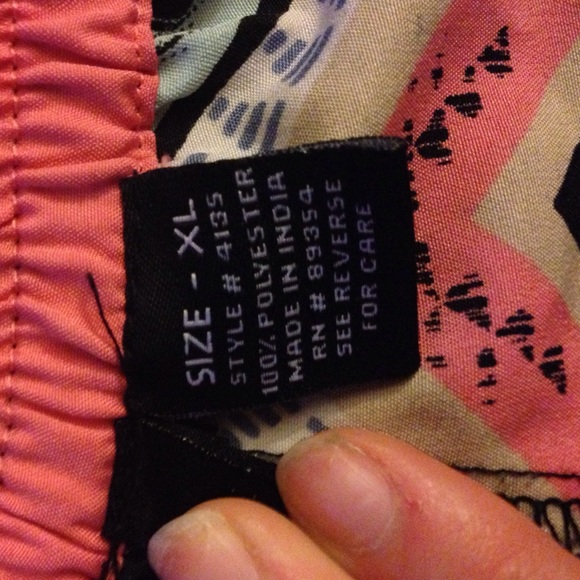 SIZE - XL
STYLE # 4135
100% POLYESTER
MADE IN INDIA
RN # 89354
SEE REVERSE
FOR CARE